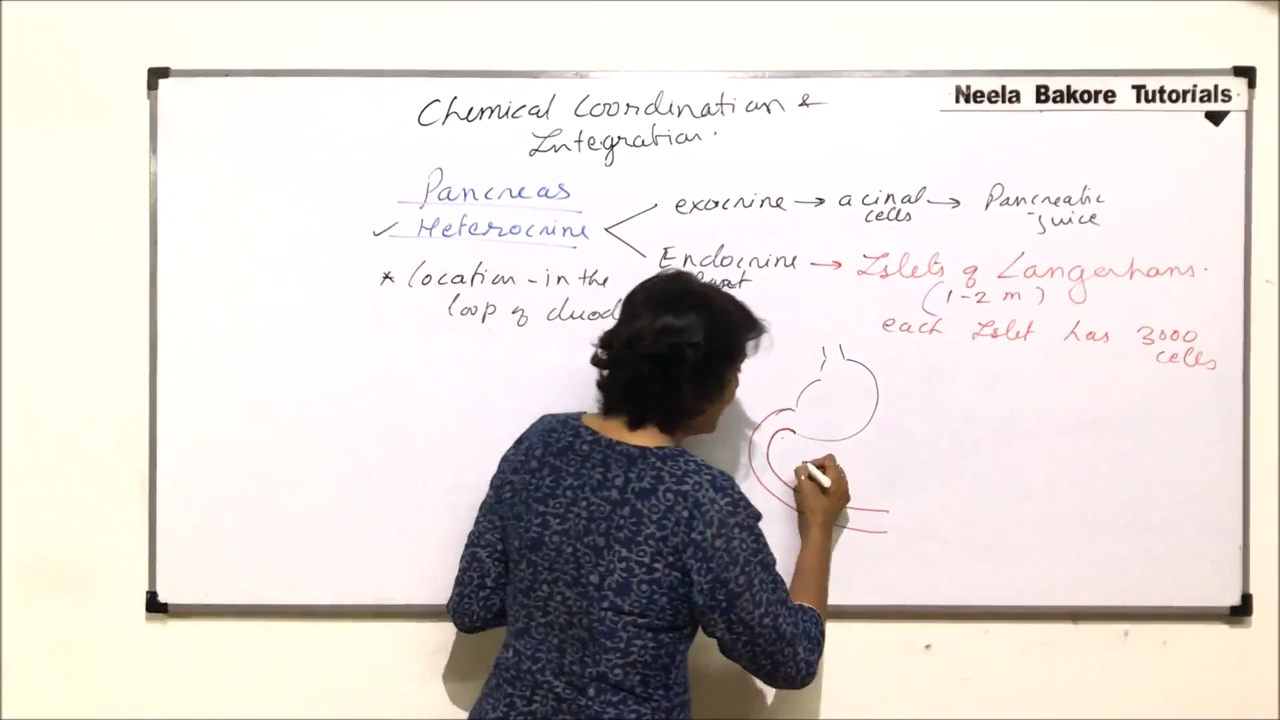 Neela Bakore Tutorials
Chemical Coordination &
Integration.
Pancreas
✓ Heterocrine
exocrine → acinal cells → Pancreatic Juice
Endocrine part → Islets of Langerhans.
(1-2 m)
each Islet has 3000 cells
* location - in the
loop of